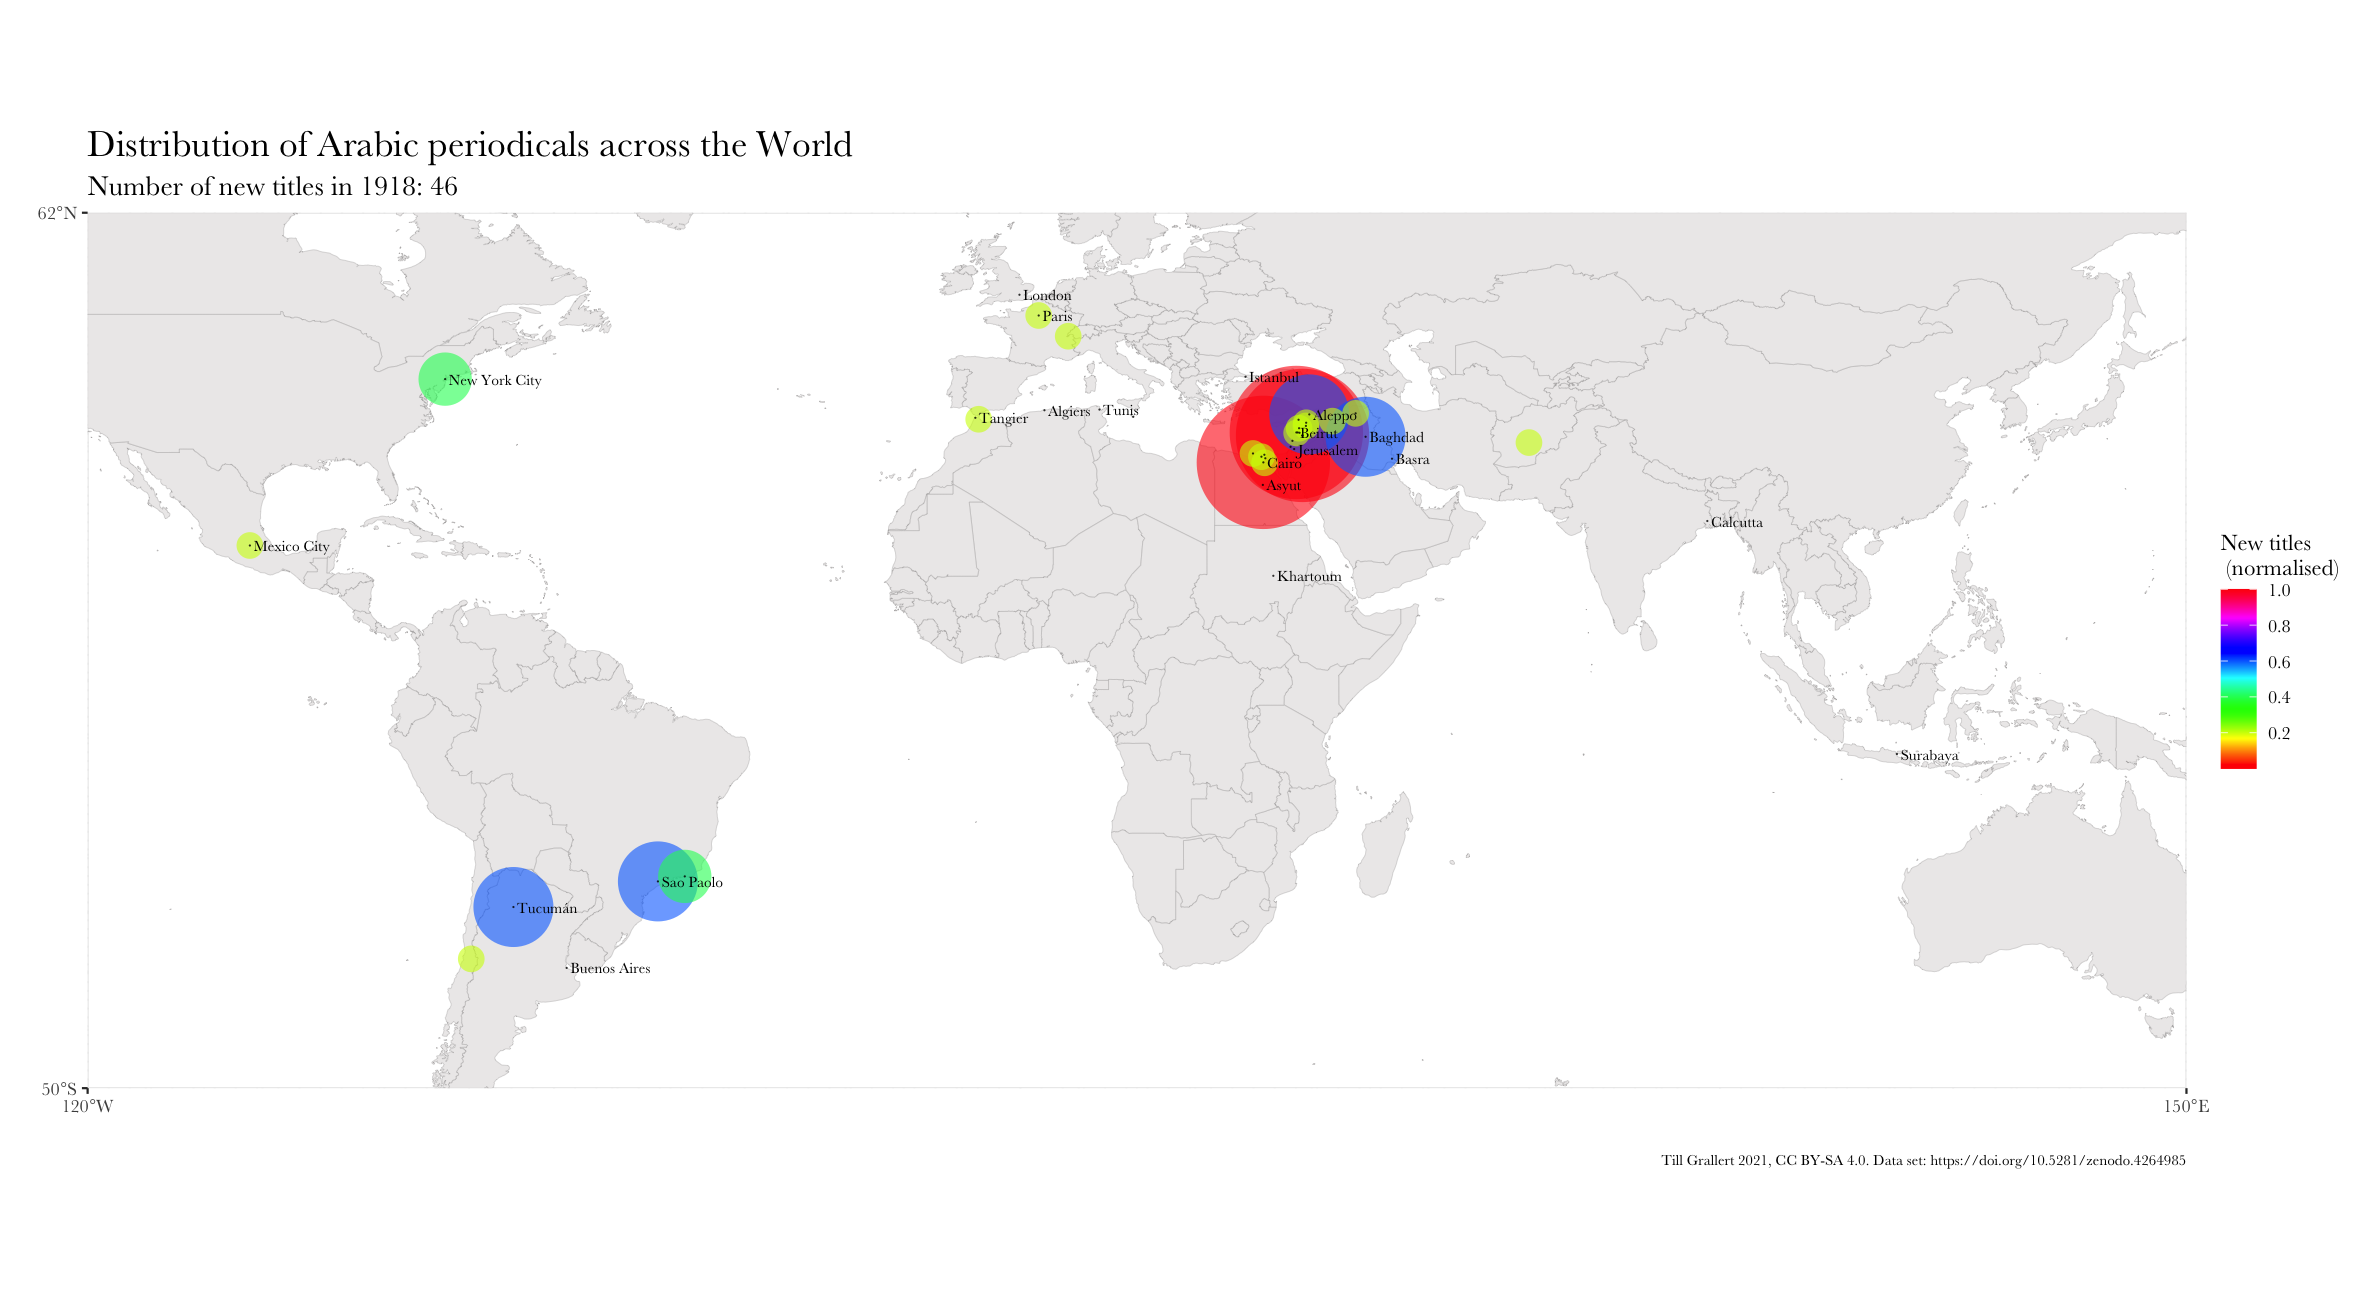 Distribution of Arabic periodicals across the World
Number of new titles in 1918: 46
62°N
London
Paris
Istanbul
New York City
Tangier
Algiers
Tunis
Aleppo
Beirut
Baghdad
Jerusalem
Basra
Cairo
Asyut
Calcutta
Mexico City
Khartoum
New titles
(normalised)
1.0
0.8
0.6
0.4
0.2
Surabaya
Sao Paolo
Tucumán
Buenos Aires
50°S
120°W
150°E
Till Grallert 2021, CC BY-SA 4.0. Data set: https://doi.org/10.5281/zenodo.4264985